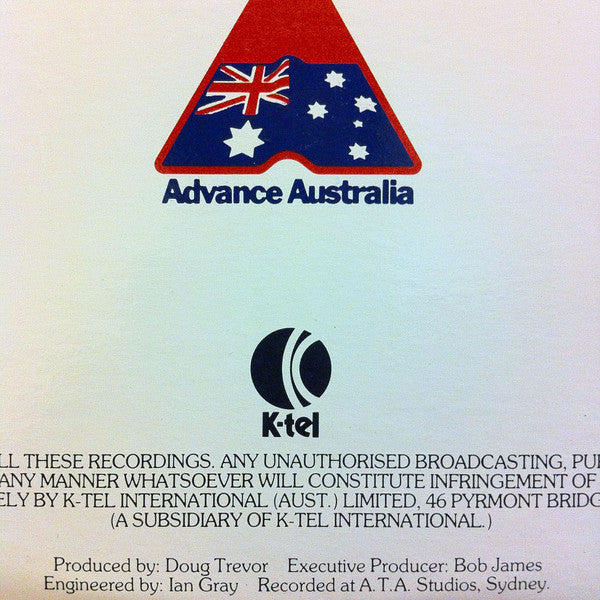 Advance Australia
K-tel
LL THESE RECORDINGS. ANY UNAUTHORISED BROADCASTING, PU
ANY MANNER WHATSOEVER WILL CONSTITUTE INFRINGEMENT OF
ELY BY K-TEL INTERNATIONAL (AUST.) LIMITED, 46 PYRMONT BRIDG
(A SUBSIDIARY OF K-TEL INTERNATIONAL.)
Produced by: Doug Trevor Executive Producer: Bob James
Engineered by: Ian Gray · Recorded at A.T.A. Studios, Sydney.